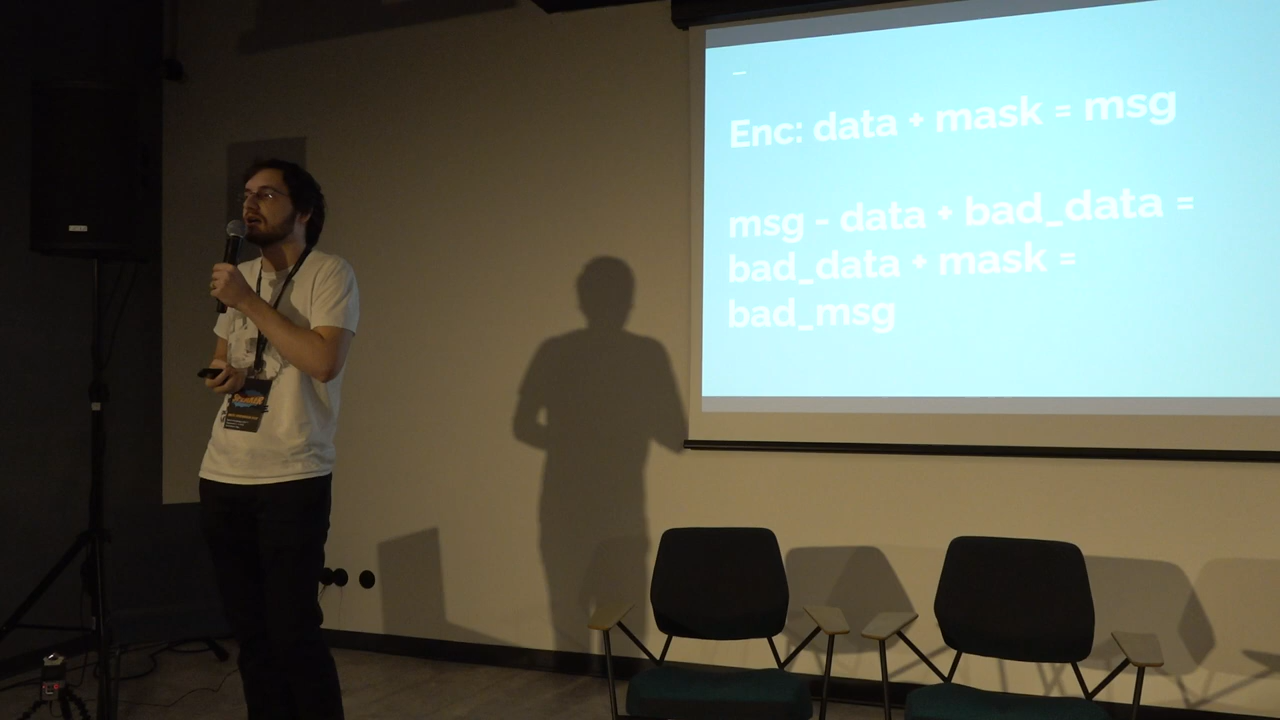 Enc: data + mask = msg
msg - data + bad_data =
bad_data + mask =
bad_msg